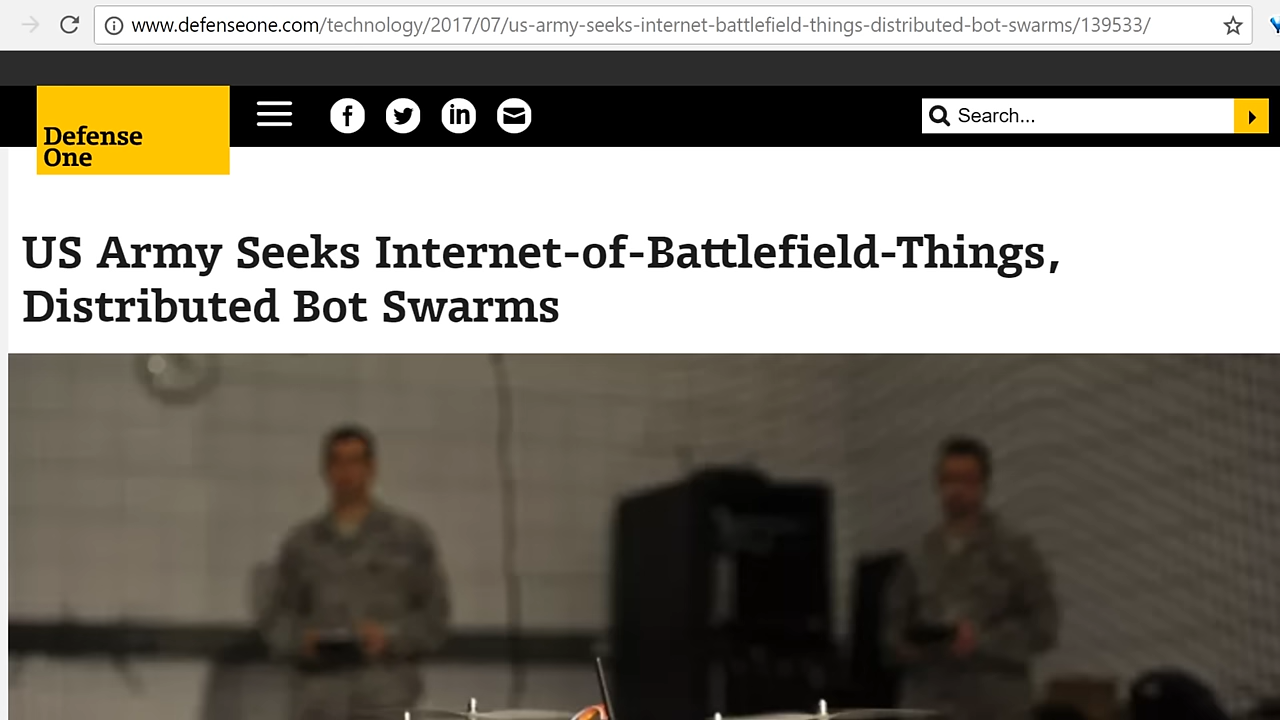 www.defenseone.com/technology/2017/07/us-army-seeks-internet-battlefield-things-distributed-bot-swarms/139533/
Defense
One
Search...
US Army Seeks Internet-of-Battlefield-Things,
Distributed Bot Swarms